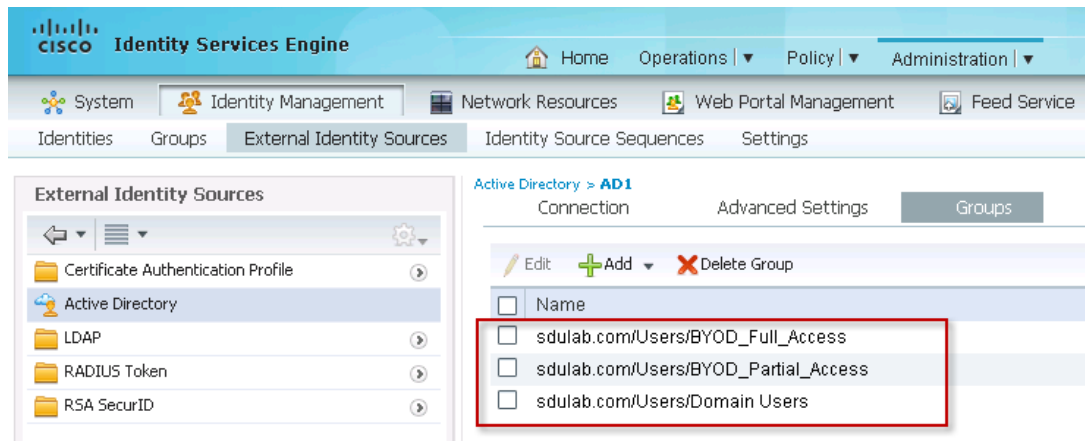 CISCO Identity Services Engine
Home Operations Policy Administration
System Identity Management Network Resources Web Portal Management Feed Service
Identities Groups External Identity Sources Identity Source Sequences Settings
External Identity Sources
Certificate Authentication Profile
Active Directory
LDAP
RADIUS Token
RSA SecurID
Active Directory > AD1
Connection Advanced Settings Groups
Edit Add Delete Group
Name
sdulab.com/Users/BYOD_Full_Access
sdulab.com/Users/BYOD_Partial_Access
sdulab.com/Users/Domain Users